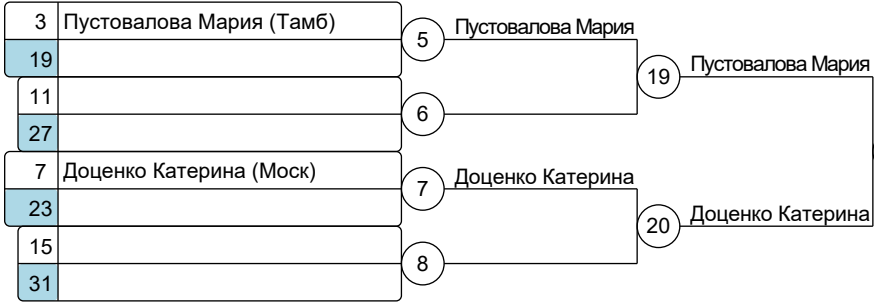 3 Пустовалова Мария (Тамб)
5 Пустовалова Мария
19
19 Пустовалова Мария
11
6
27
7 Доценко Катерина (Моск)
7 Доценко Катерина
23
20 Доценко Катерина
15
8
31